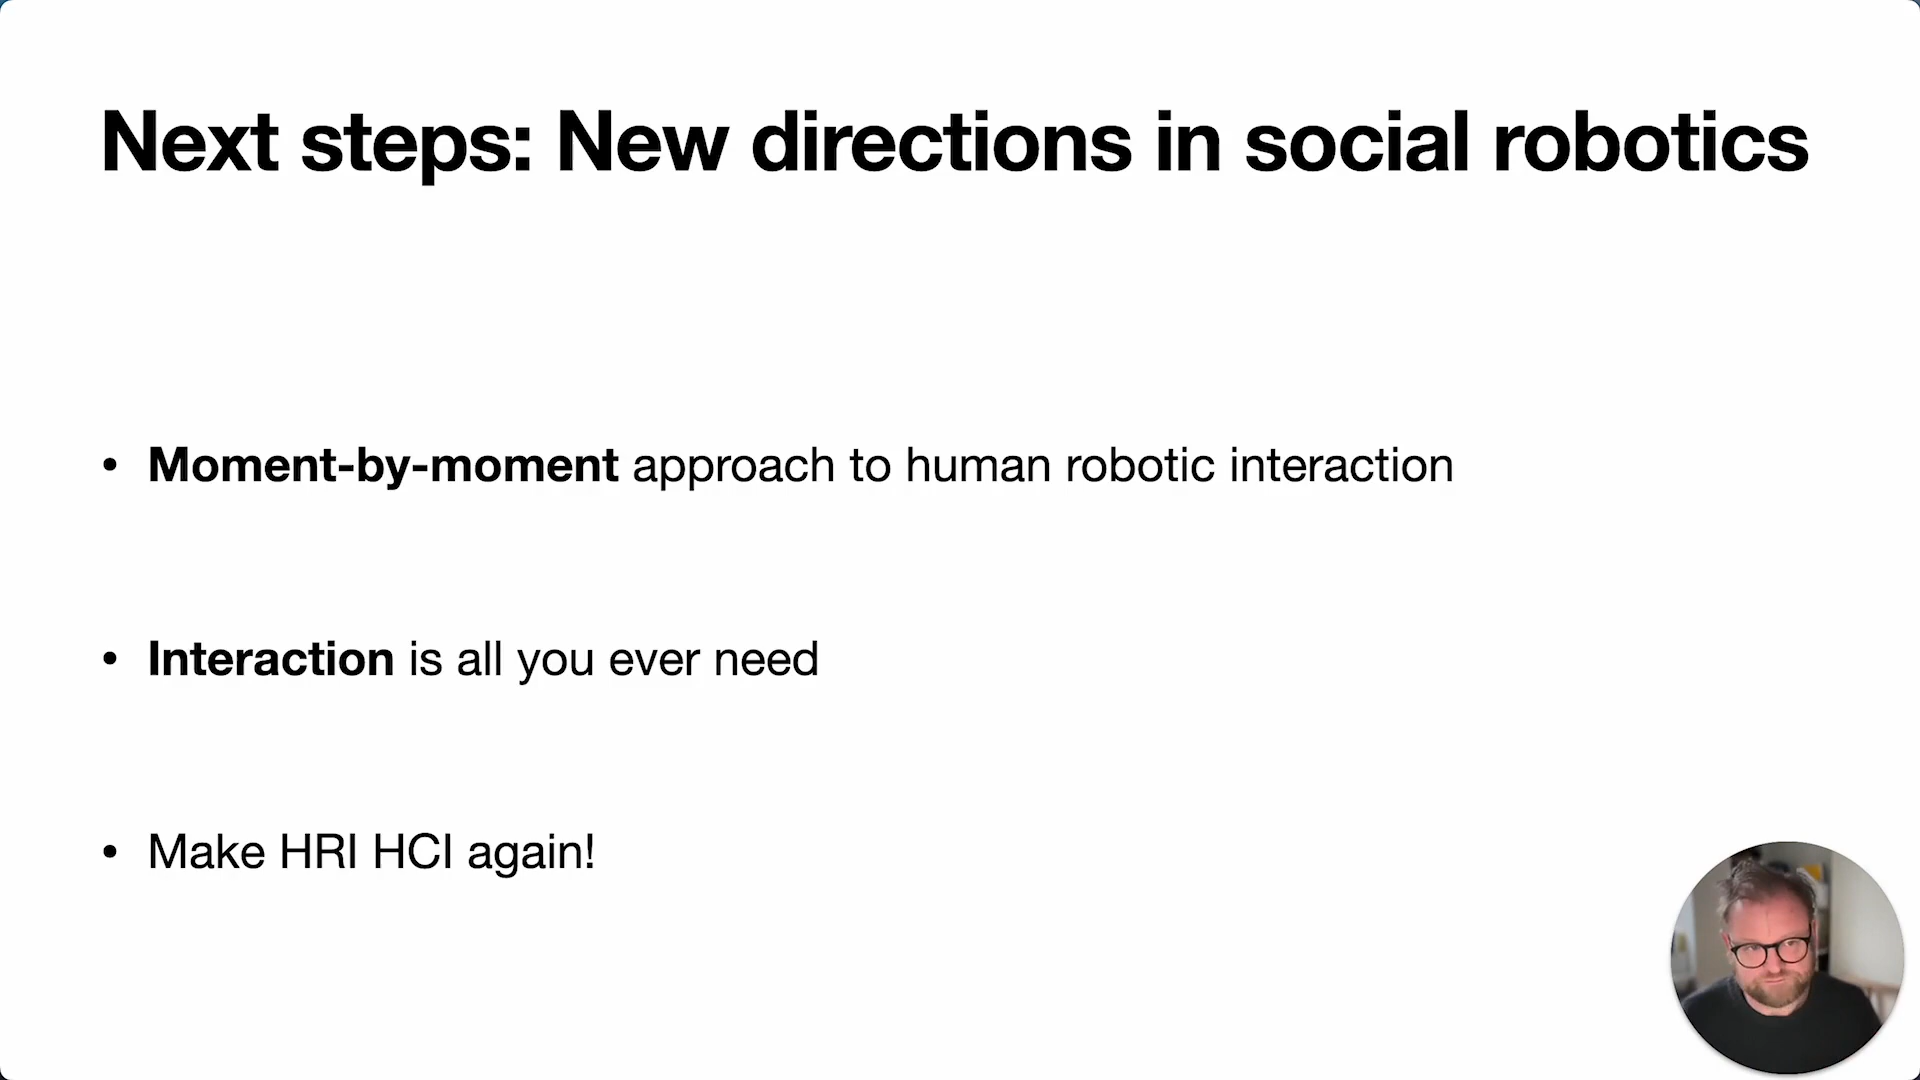 Next steps: New directions in social robotics
• Moment-by-moment approach to human robotic interaction
• Interaction is all you ever need
• Make HRI HCI again!